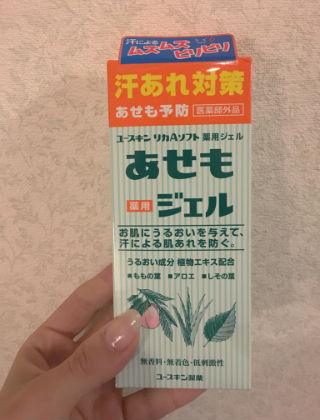 汗による
ムズムズ
ピリピリ
汗あれ対策
あせも予防 医薬部外品
ユースキン リカAソフト 薬用ジェル
あせも
薬用 ジェル
お肌にうるおいを与えて、
汗による肌あれを防ぐ。
うるおい成分 植物エキス配合
■ももの葉 ■アロエ ■しその葉
無香料・無着色・低刺激性
ユースキン製薬